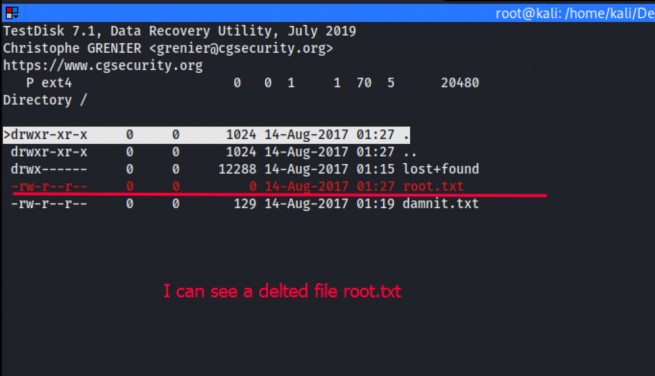 root@kali: /home/kali/De
TestDisk 7.1, Data Recovery Utility, July 2019
Christophe GRENIER <grenier@cgsecurity.org>
https://www.cgsecurity.org
P ext4 0 0 1 1 70 5 20480
Directory /
>drwxr-xr-x 0 0 1024 14-Aug-2017 01:27 .
drwxr-xr-x 0 0 1024 14-Aug-2017 01:27 ..
drwx------ 0 0 12288 14-Aug-2017 01:15 lost+found
-rw-r--r-- 0 0 0 14-Aug-2017 01:27 root.txt
-rw-r--r-- 0 0 129 14-Aug-2017 01:19 damnit.txt
I can see a delted file root.txt